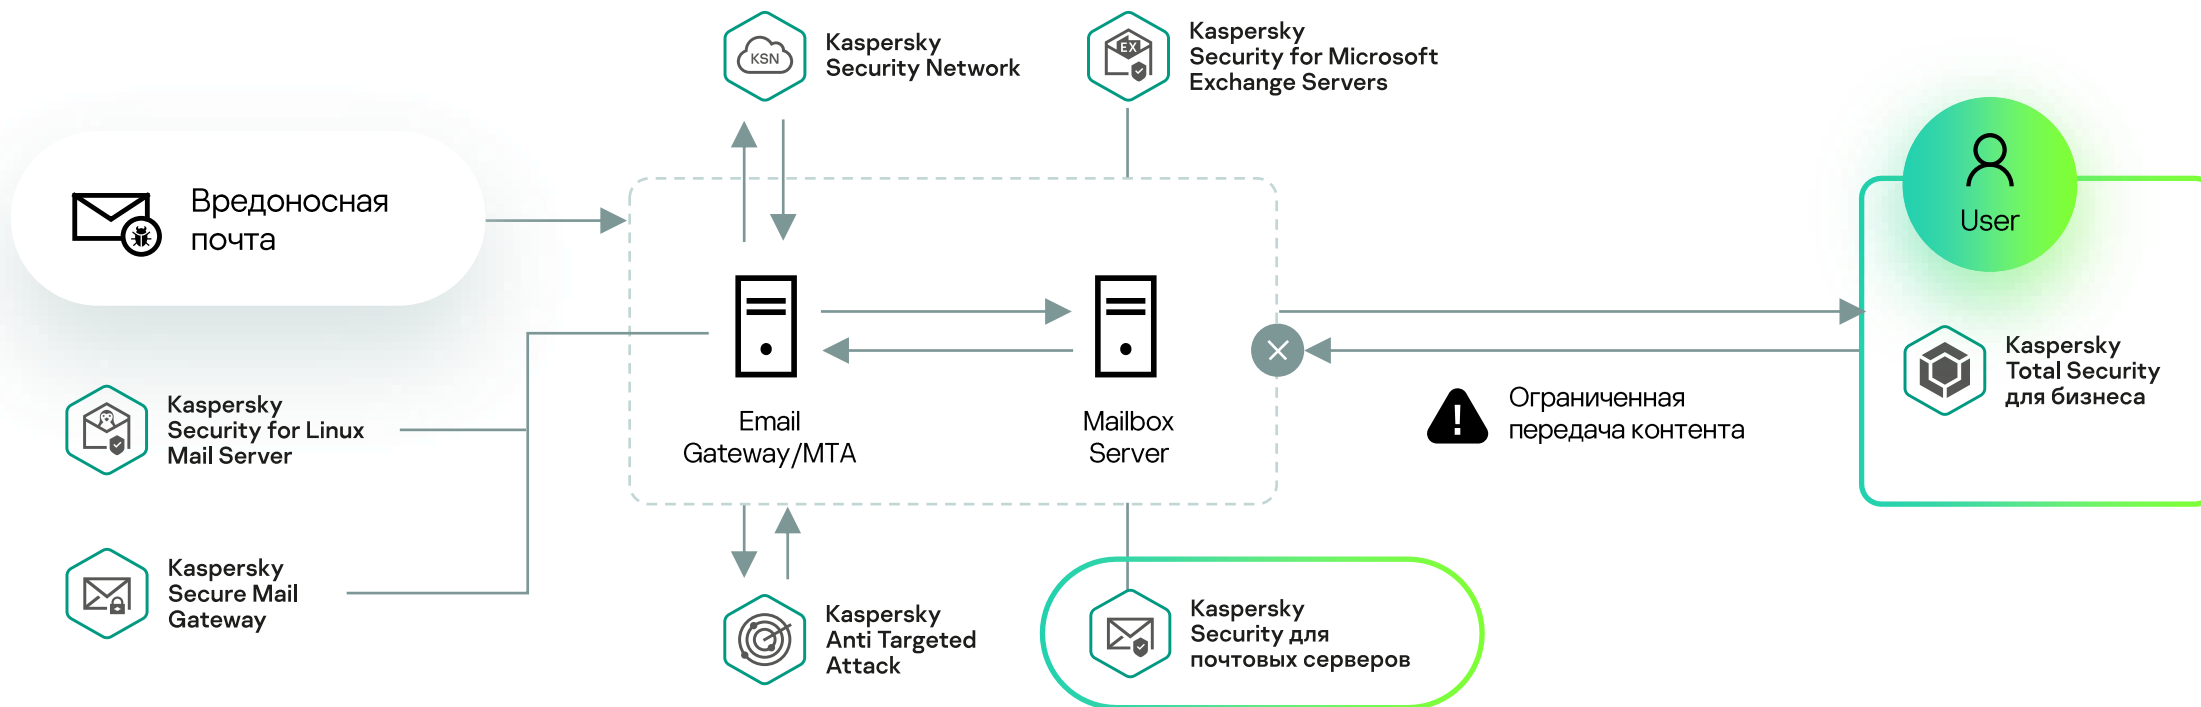 Kaspersky
Security Network
KSN
Kaspersky
Security for Microsoft
Exchange Servers
EX
Вредоносная
почта
User
Kaspersky
Total Security
для бизнеса
Kaspersky
Security for Linux
Mail Server
Email
Gateway/MTA
Mailbox
Server
Ограниченная
передача контента
Kaspersky
Secure Mail
Gateway
Kaspersky
Anti Targeted
Attack
Kaspersky
Security для
почтовых серверов